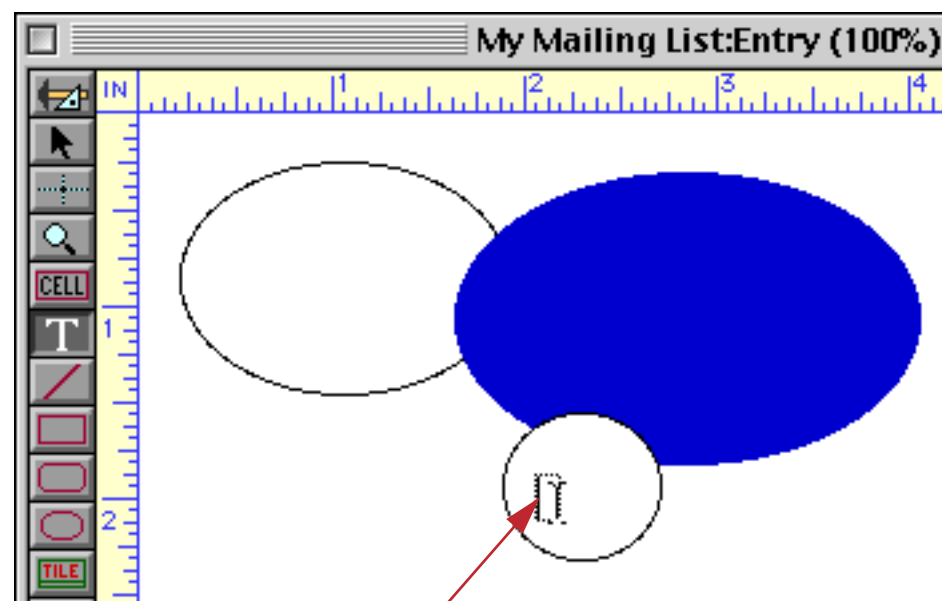 My Mailing List:Entry (100%)
IN 1 2 3 4
CELL
T
1
2
TILE